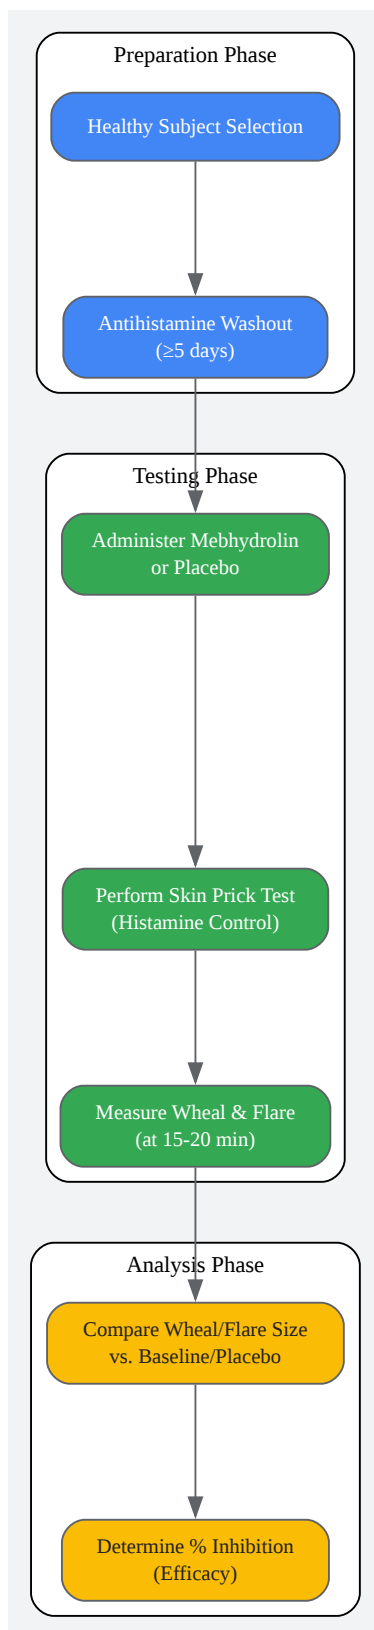 Preparation Phase
Healthy Subject Selection
Antihistamine Washout
(≥5 days)
Testing Phase
Administer Mebhydrolin
or Placebo
Perform Skin Prick Test
(Histamine Control)
Measure Wheal & Flare
(at 15-20 min)
Analysis Phase
Compare Wheal/Flare Size
vs. Baseline/Placebo
Determine % Inhibition
(Efficacy)